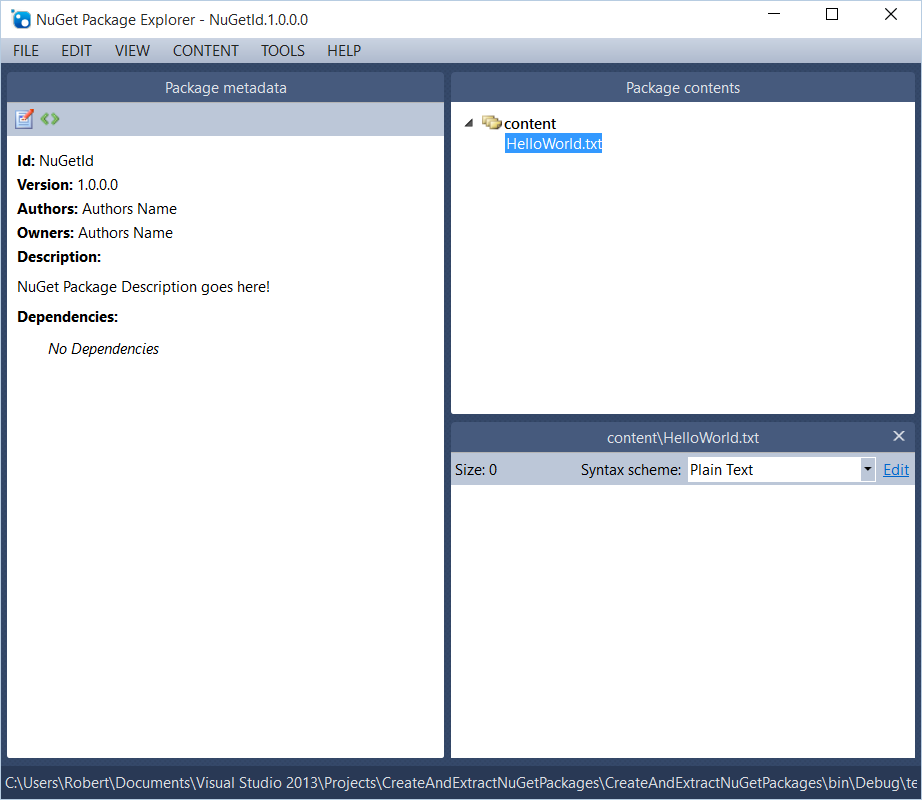 NuGet Package Explorer - NuGetId.1.0.0.0
FILE EDIT VIEW CONTENT TOOLS HELP
Package metadata
Id: NuGetId
Version: 1.0.0.0
Authors: Authors Name
Owners: Authors Name
Description:
NuGet Package Description goes here!
Dependencies:
No Dependencies
Package contents
content
HelloWorld.txt
content\HelloWorld.txt
Size: 0 Syntax scheme: Plain Text Edit
C:\Users\Robert\Documents\Visual Studio 2013\Projects\CreateAndExtractNuGetPackages\CreateAndExtractNuGetPackages\bin\Debug\te